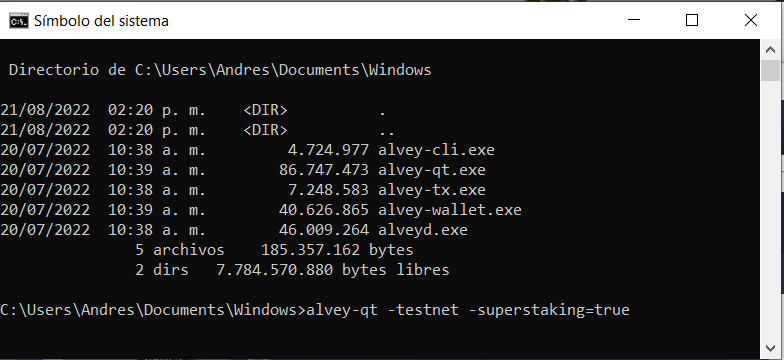 Símbolo del sistema
Directorio de C:\Users\Andres\Documents\Windows
21/08/2022  02:20 p. m.    <DIR>          .
21/08/2022  02:20 p. m.    <DIR>          ..
20/07/2022  10:38 a. m.         4.724.977 alvey-cli.exe
20/07/2022  10:39 a. m.        86.747.473 alvey-qt.exe
20/07/2022  10:38 a. m.         7.248.583 alvey-tx.exe
20/07/2022  10:39 a. m.        40.626.865 alvey-wallet.exe
20/07/2022  10:38 a. m.        46.009.264 alveyd.exe
               5 archivos    185.357.162 bytes
               2 dirs   7.784.570.880 bytes libres
C:\Users\Andres\Documents\Windows>alvey-qt -testnet -superstaking=true